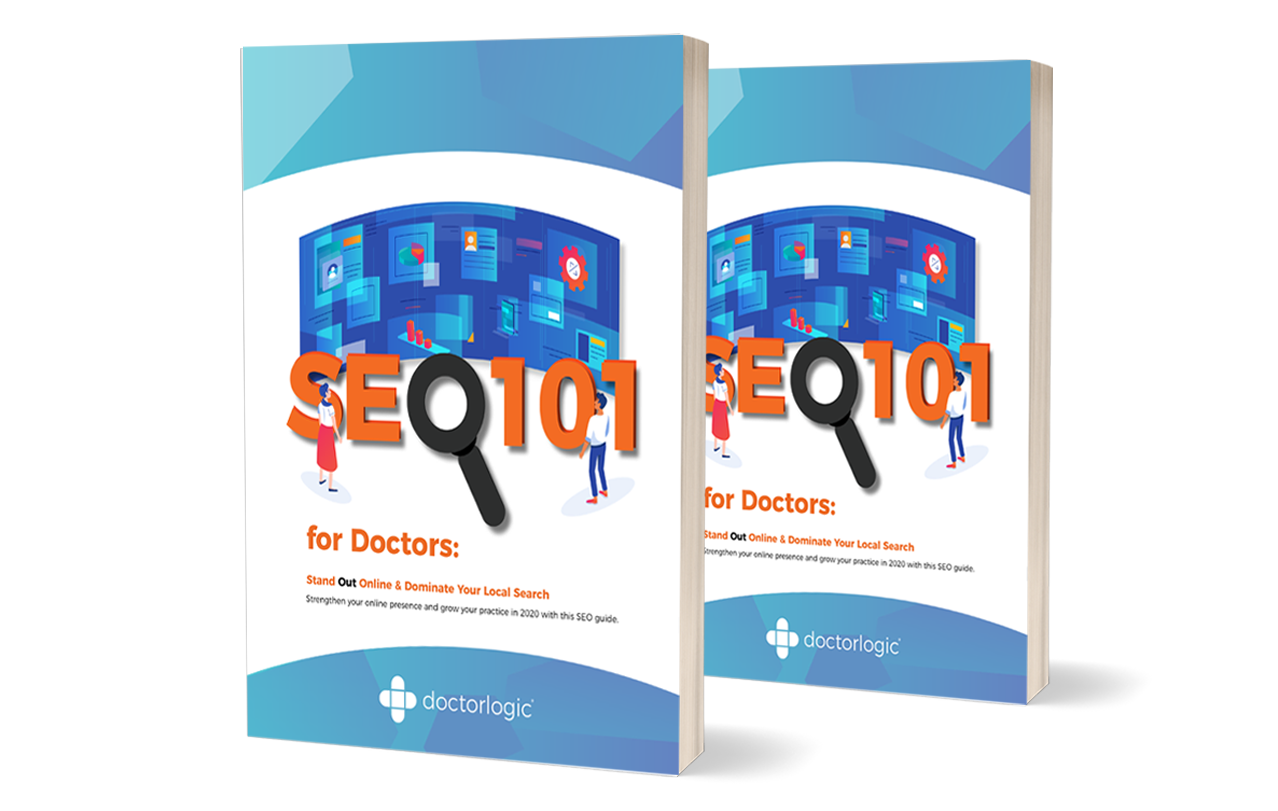 SEO101
for Doctors:
Stand Out Online & Dominate Your Local Search
Strengthen your online presence and grow your practice in 2020 with this SEO guide.
doctorlogic®
SEO101
for Doctors:
Stand Out Online & Dominate Your Local Search
Strengthen your online presence and grow your practice in 2020 with this SEO guide.
doctorlogic®